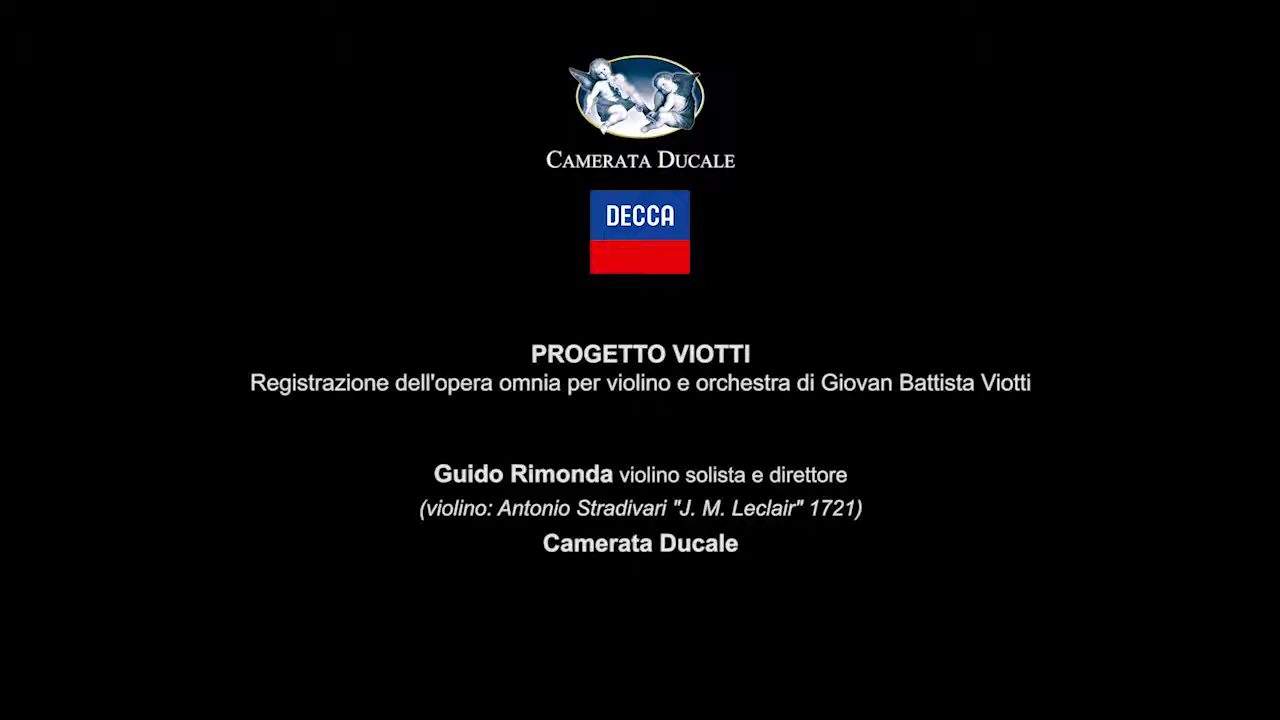 CAMERATA DUCALE
DECCA
PROGETTO VIOTTI
Registrazione dell'opera omnia per violino e orchestra di Giovan Battista Viotti
Guido Rimonda violino solista e direttore
(violino: Antonio Stradivari "J. M. Leclair" 1721)
Camerata Ducale